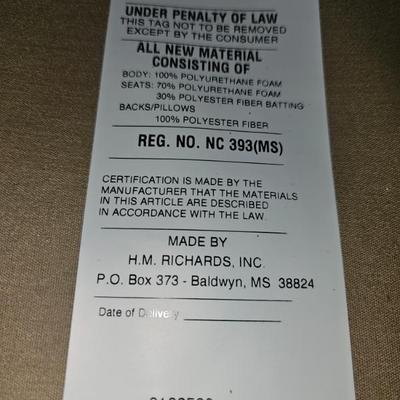 UNDER PENALTY OF LAW
THIS TAG NOT TO BE REMOVED
EXCEPT BY THE CONSUMER
ALL NEW MATERIAL
CONSISTING OF
BODY: 100% POLYURETHANE FOAM
SEATS: 70% POLYURETHANE FOAM
30% POLYESTER FIBER BATTING
BACKS/PILLOWS
100% POLYESTER FIBER
REG. NO. NC 393(MS)
CERTIFICATION IS MADE BY THE
MANUFACTURER THAT THE MATERIALS
IN THIS ARTICLE ARE DESCRIBED
IN ACCORDANCE WITH THE LAW.
MADE BY
H.M. RICHARDS, INC.
P.O. Box 373 - Baldwyn, MS 38824
Date of Delivery